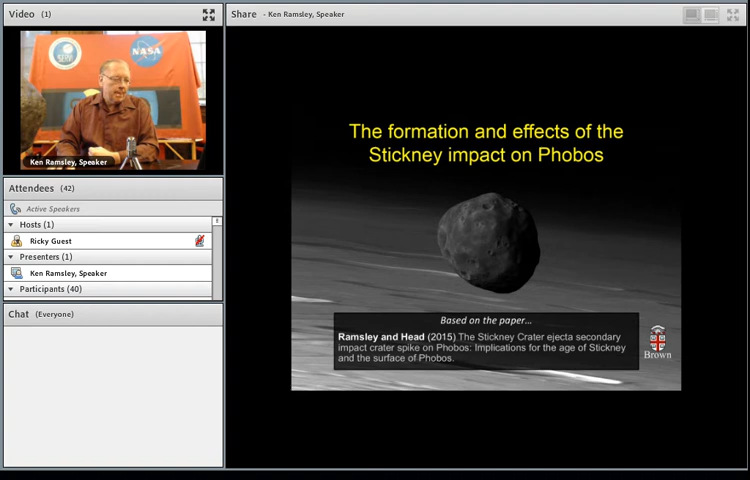 Video (1)
SERVI
NASA
Ken Ramsley, Speaker
Attendees (42)
Active Speakers
Hosts (1)
Ricky Guest
Presenters (1)
Ken Ramsley, Speaker
Participants (40)
Chat (Everyone)
Share - Ken Ramsley, Speaker
The formation and effects of the
Stickney impact on Phobos
Based on the paper...
Ramsley and Head (2015) The Stickney Crater ejecta secondary
impact crater spike on Phobos: Implications for the age of Stickney
and the surface of Phobos.
Brown